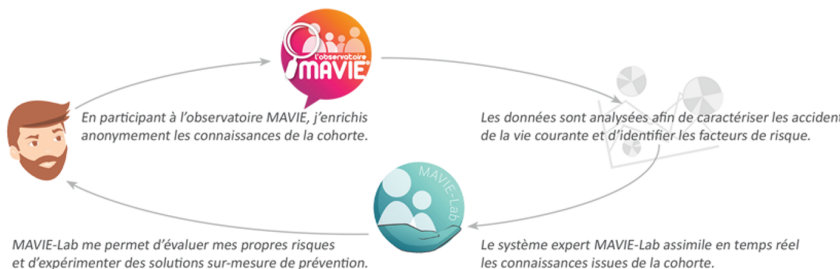 l'observatoire
MAVIE
En participant à l'observatoire MAVIE, j'enrichis
anonymement les connaissances de la cohorte.
Les données sont analysées afin de caractériser les accident
de la vie courante et d'identifier les facteurs de risque.
MAVIE-Lab
MAVIE-Lab me permet d'évaluer mes propres risques
et d'expérimenter des solutions sur-mesure de prévention.
Le système expert MAVIE-Lab assimile en temps réel
les connaissances issues de la cohorte.